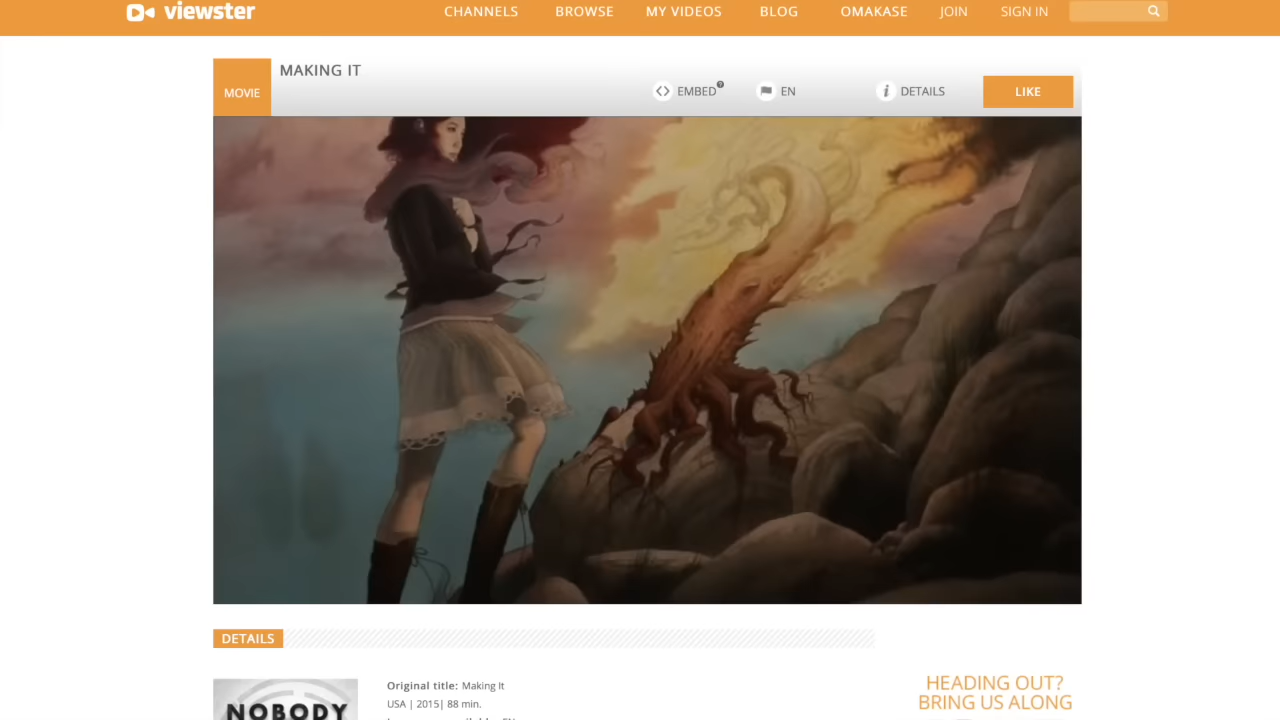 viewster
CHANNELS BROWSE MY VIDEOS BLOG OMAKASE JOIN SIGN IN
MAKING IT
MOVIE
EMBED? EN i DETAILS LIKE
DETAILS
HEADING OUT?
BRING US ALONG
Original title: Making It
USA | 2015| 88 min.
NOBODY